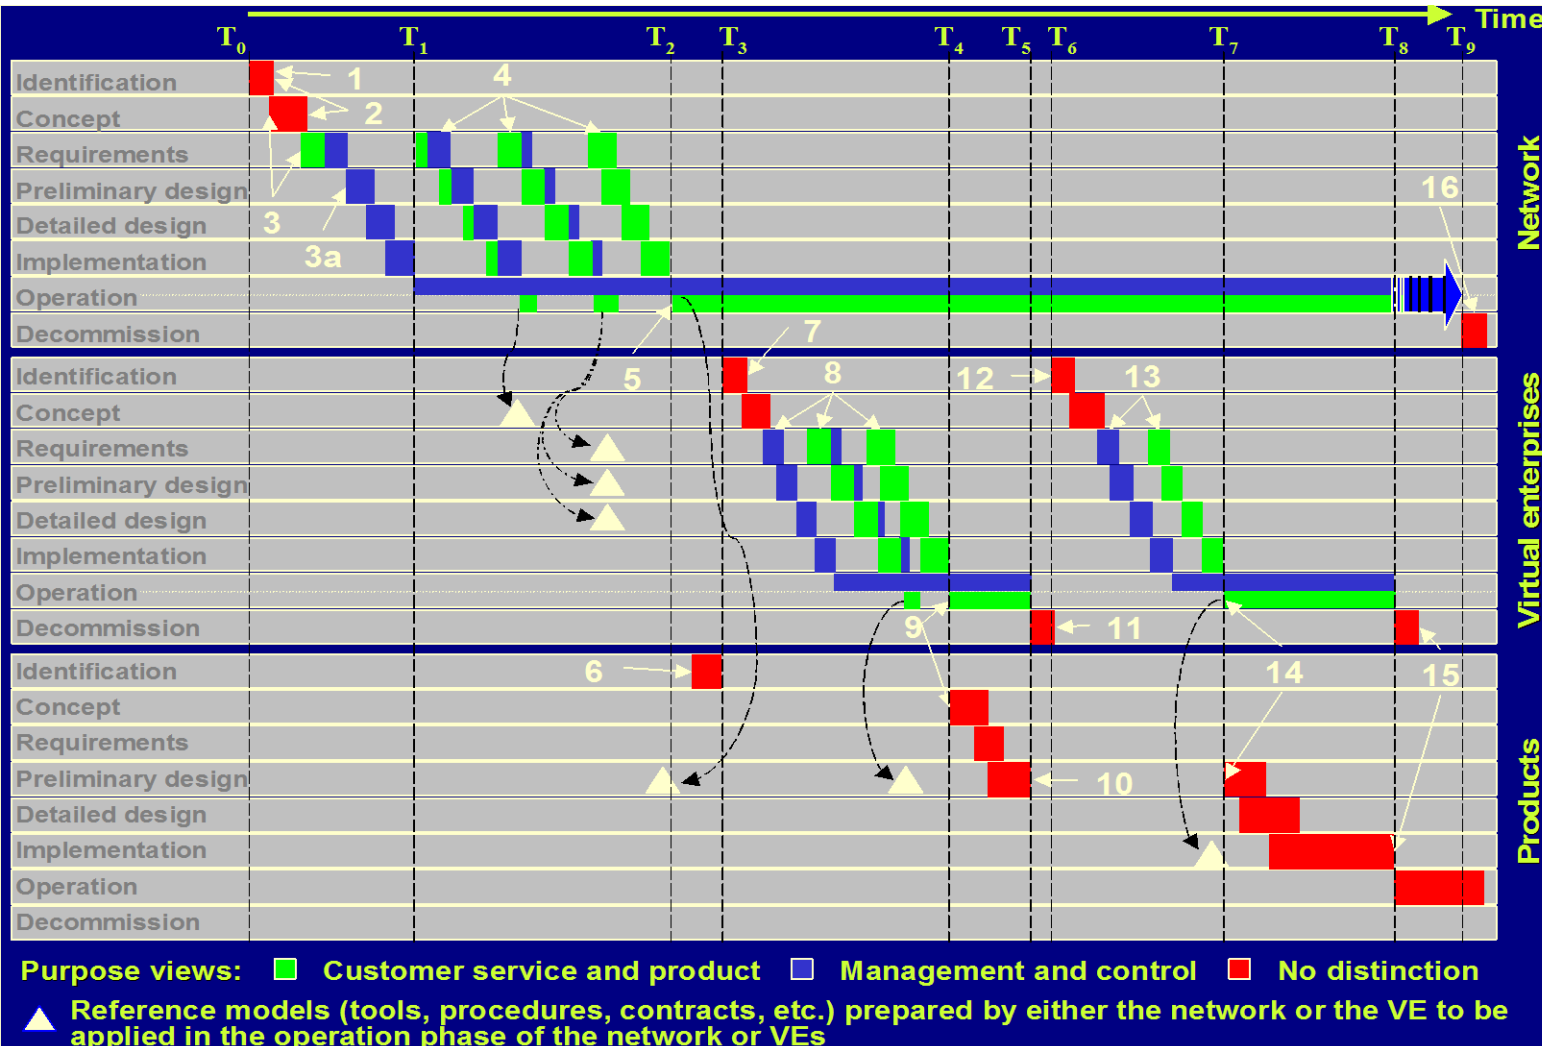 Time
T0 T1 T2 T3 T4 T5 T6 T7 T8 T9
Identification 1
Concept 2 4
Requirements
Preliminary design 16
Detailed design 3
Implementation 3a
Operation
Decommission 7
Network
Identification 5 8 12 13
Concept
Requirements
Preliminary design
Detailed design
Implementation
Operation
Decommission 9 11
Virtual enterprises
Identification 6 14 15
Concept
Requirements
Preliminary design 10
Detailed design
Implementation
Operation
Decommission
Products
Purpose views: Customer service and product Management and control No distinction
Reference models (tools, procedures, contracts, etc.) prepared by either the network or the VE to be
applied in the operation phase of the network or VEs